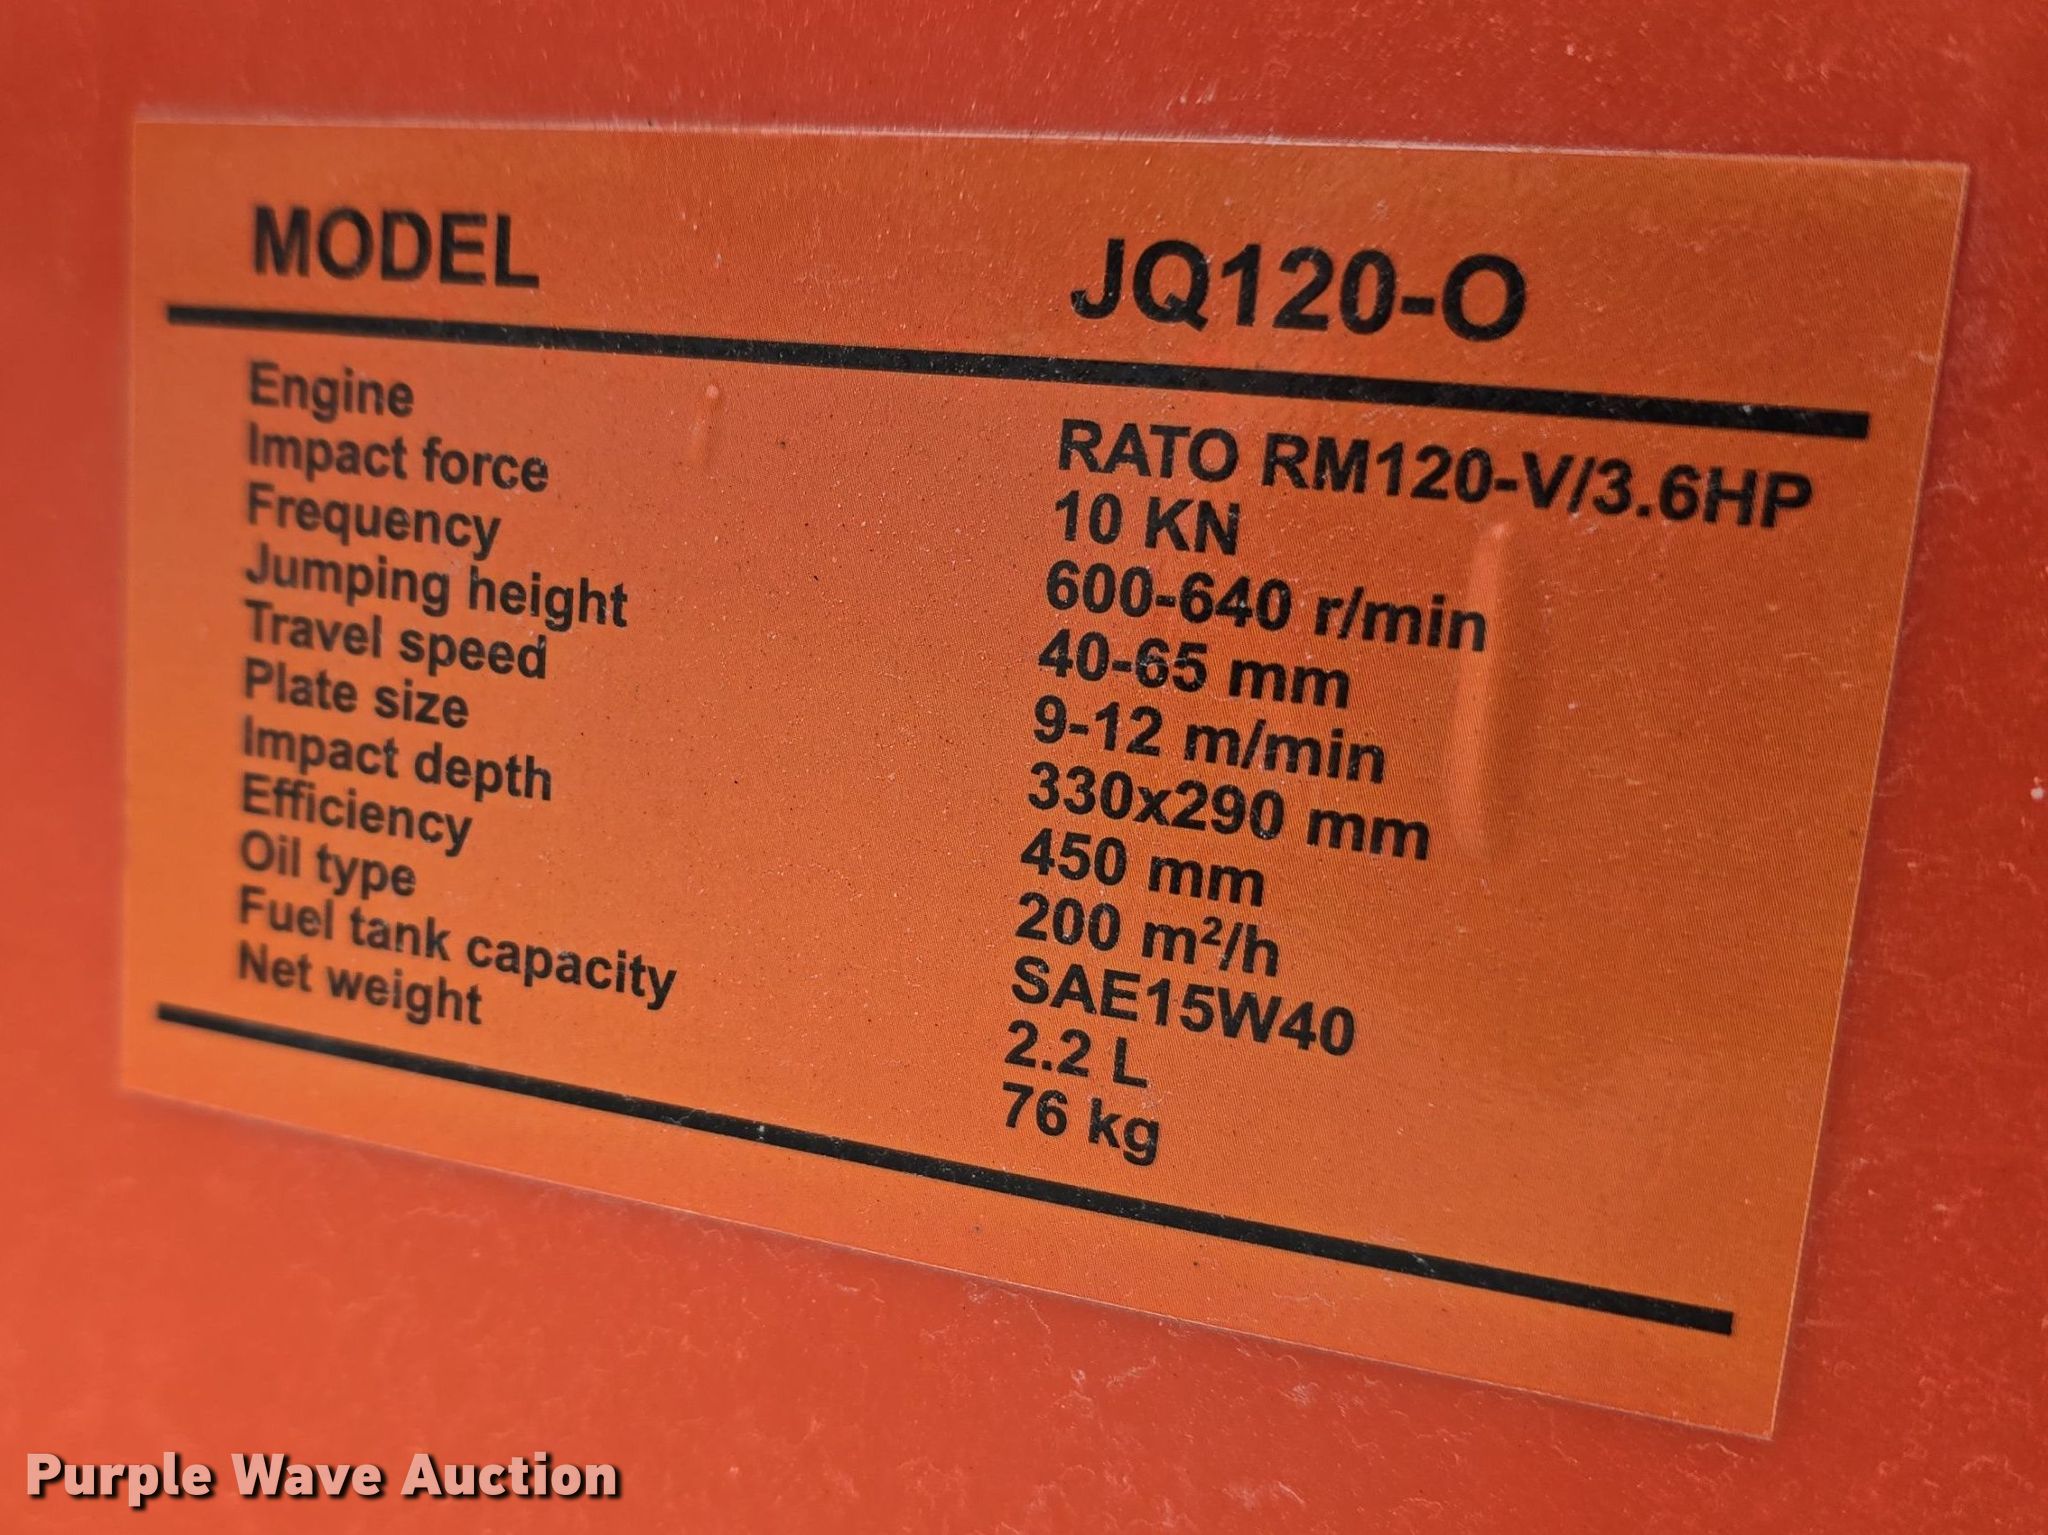 MODEL JQ120-O
Engine RATO RM120-V/3.6HP
Impact force 10 KN
Frequency 600-640 r/min
Jumping height 40-65 mm
Travel speed 9-12 m/min
Plate size 330x290 mm
Impact depth 450 mm
Efficiency 200 m²/h
Oil type SAE15W40
Fuel tank capacity 2.2 L
Net weight 76 kg
Purple Wave Auction